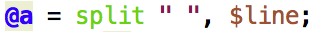 @a = split " ", $line;